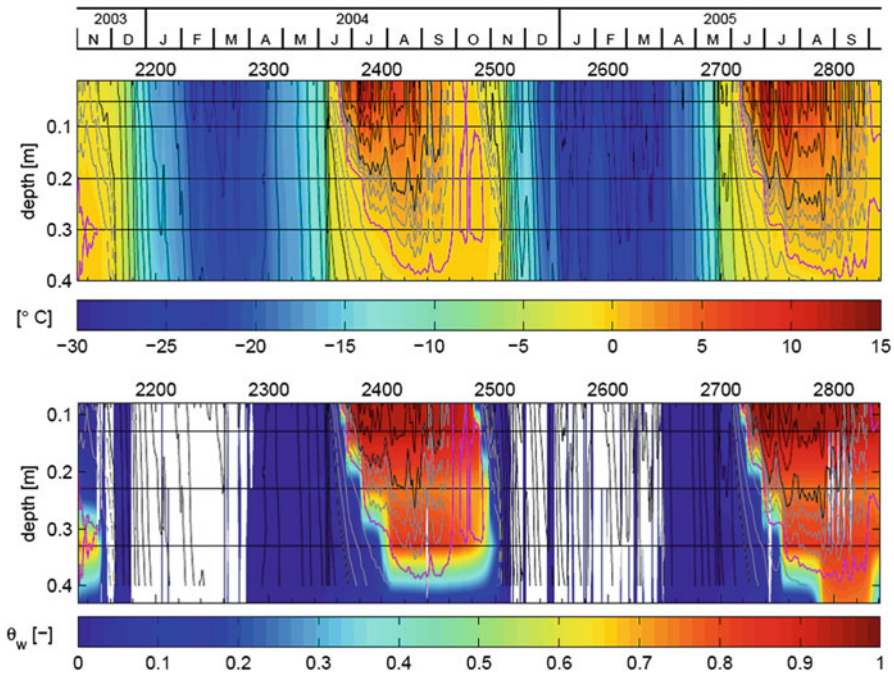 2003 2004 2005
N D J F M A M J J A S O N D J F M A M J J A S
2200 2300 2400 2500 2600 2700 2800
0.1
0.2
0.3
0.4
depth [m]
[° C]
−30 −25 −20 −15 −10 −5 0 5 10 15
2200 2300 2400 2500 2600 2700 2800
0.1
0.2
0.3
0.4
depth [m]
θw [-]
0 0.1 0.2 0.3 0.4 0.5 0.6 0.7 0.8 0.9 1